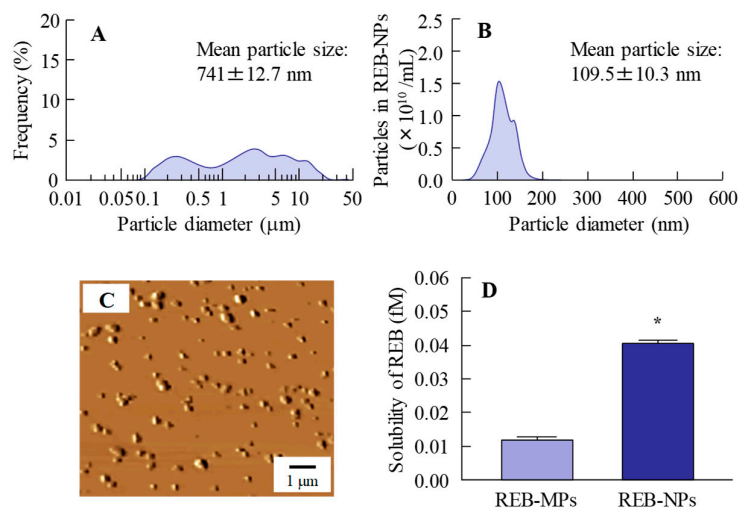 A
Mean particle size:
741±12.7 nm
Frequency (%)
20
15
10
5
0
0.01 0.05 0.1 0.5 1 5 10 50
Particle diameter (μm)
B
Mean particle size:
109.5±10.3 nm
Particles in REB-NPs
(×10¹⁰/mL)
2.5
2.0
1.5
1.0
0.5
0.0
0 100 200 300 400 500 600
Particle diameter (nm)
C
1 μm
D
Solubility of REB (fM)
0.06
0.05
0.04
0.03
0.02
0.01
0.00
*
REB-MPs REB-NPs